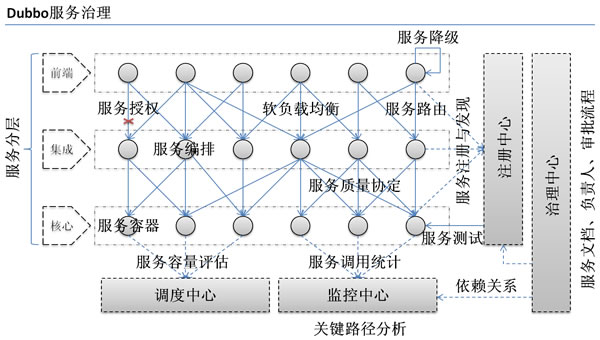 Dubbo服务治理
服务降级
前端
服务授权
软负载均衡
服务路由
服务分层
集成
服务编排
服务注册与发现
注册中心
治理中心
服务文档、负责人、审批流程
服务质量协定
核心
服务容器
服务测试
服务容量评估
服务调用统计
调度中心
监控中心
依赖关系
关键路径分析